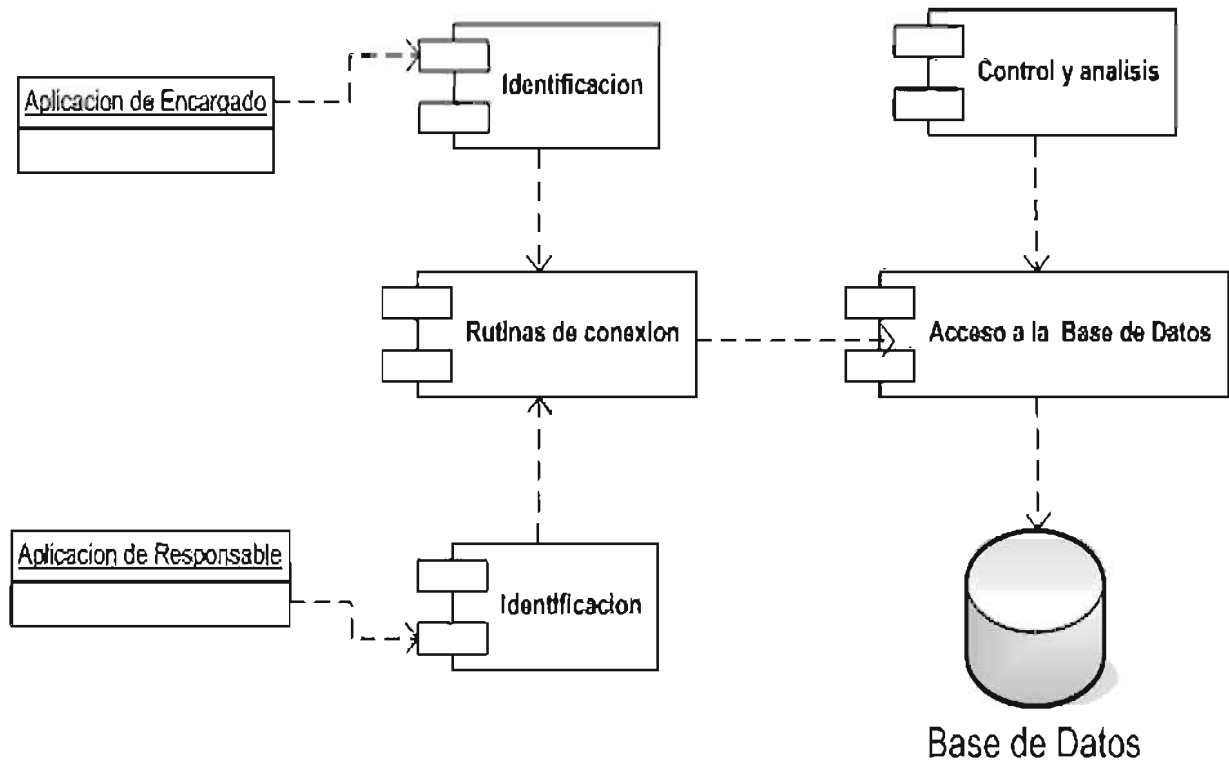 Identificacion
Control y analisis
Aplicacion de Encargado
Rutinas de conexion
Acceso a la Base de Datos
Aplicacion de Responsable
Identificacion
Base de Datos